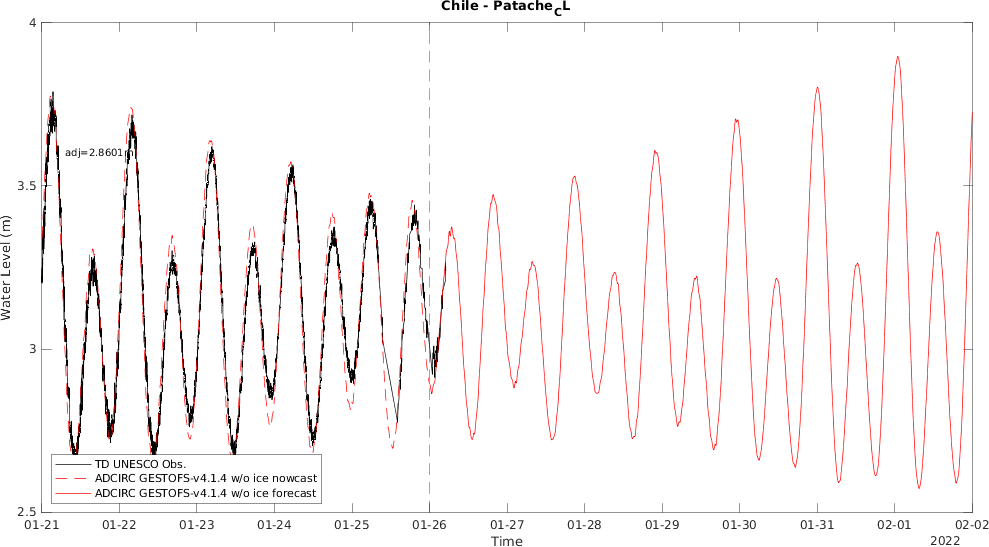 Chile - Patache_CL
4
3.5
3
2.5
Water Level (m)
adj=2.8601m
TD UNESCO Obs.
ADCIRC GESTOFS-v4.1.4 w/o ice nowcast
ADCIRC GESTOFS-v4.1.4 w/o ice forecast
01-21 01-22 01-23 01-24 01-25 01-26 01-27 01-28 01-29 01-30 01-31 02-01 02-02
Time
2022